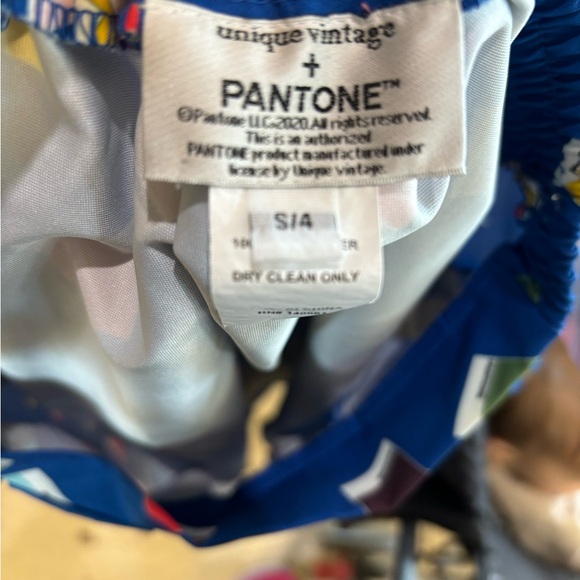 unique vintage
+
PANTONE™
©Pantone LLC, 2020. All rights reserved.
This is an authorized
PANTONE product manufactured under
license by Unique vintage.
S/4
DRY CLEAN ONLY